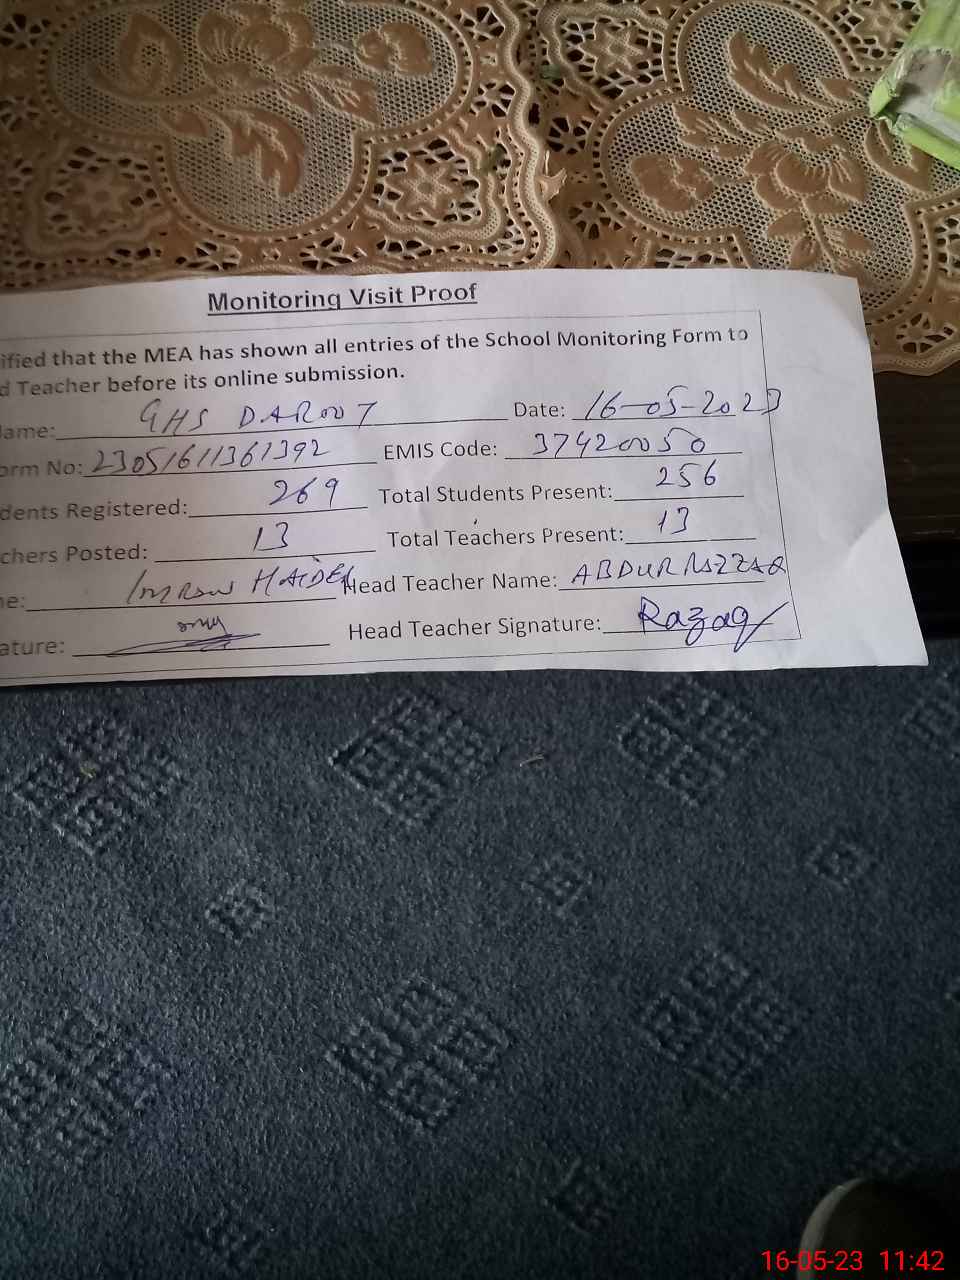 Monitoring Visit Proof
ified that the MEA has shown all entries of the School Monitoring Form to
d Teacher before its online submission.
ame: GHS DAROOT Date: 16-05-2023
orm No: 23051611361392 EMIS Code: 37420050
dents Registered: 269 Total Students Present: 256
chers Posted: 13 Total Teachers Present: 13
e: Imran HAIDER Head Teacher Name: ABDUR RAZZAQ
ature: Head Teacher Signature: Razaq
16-05-23 11:42